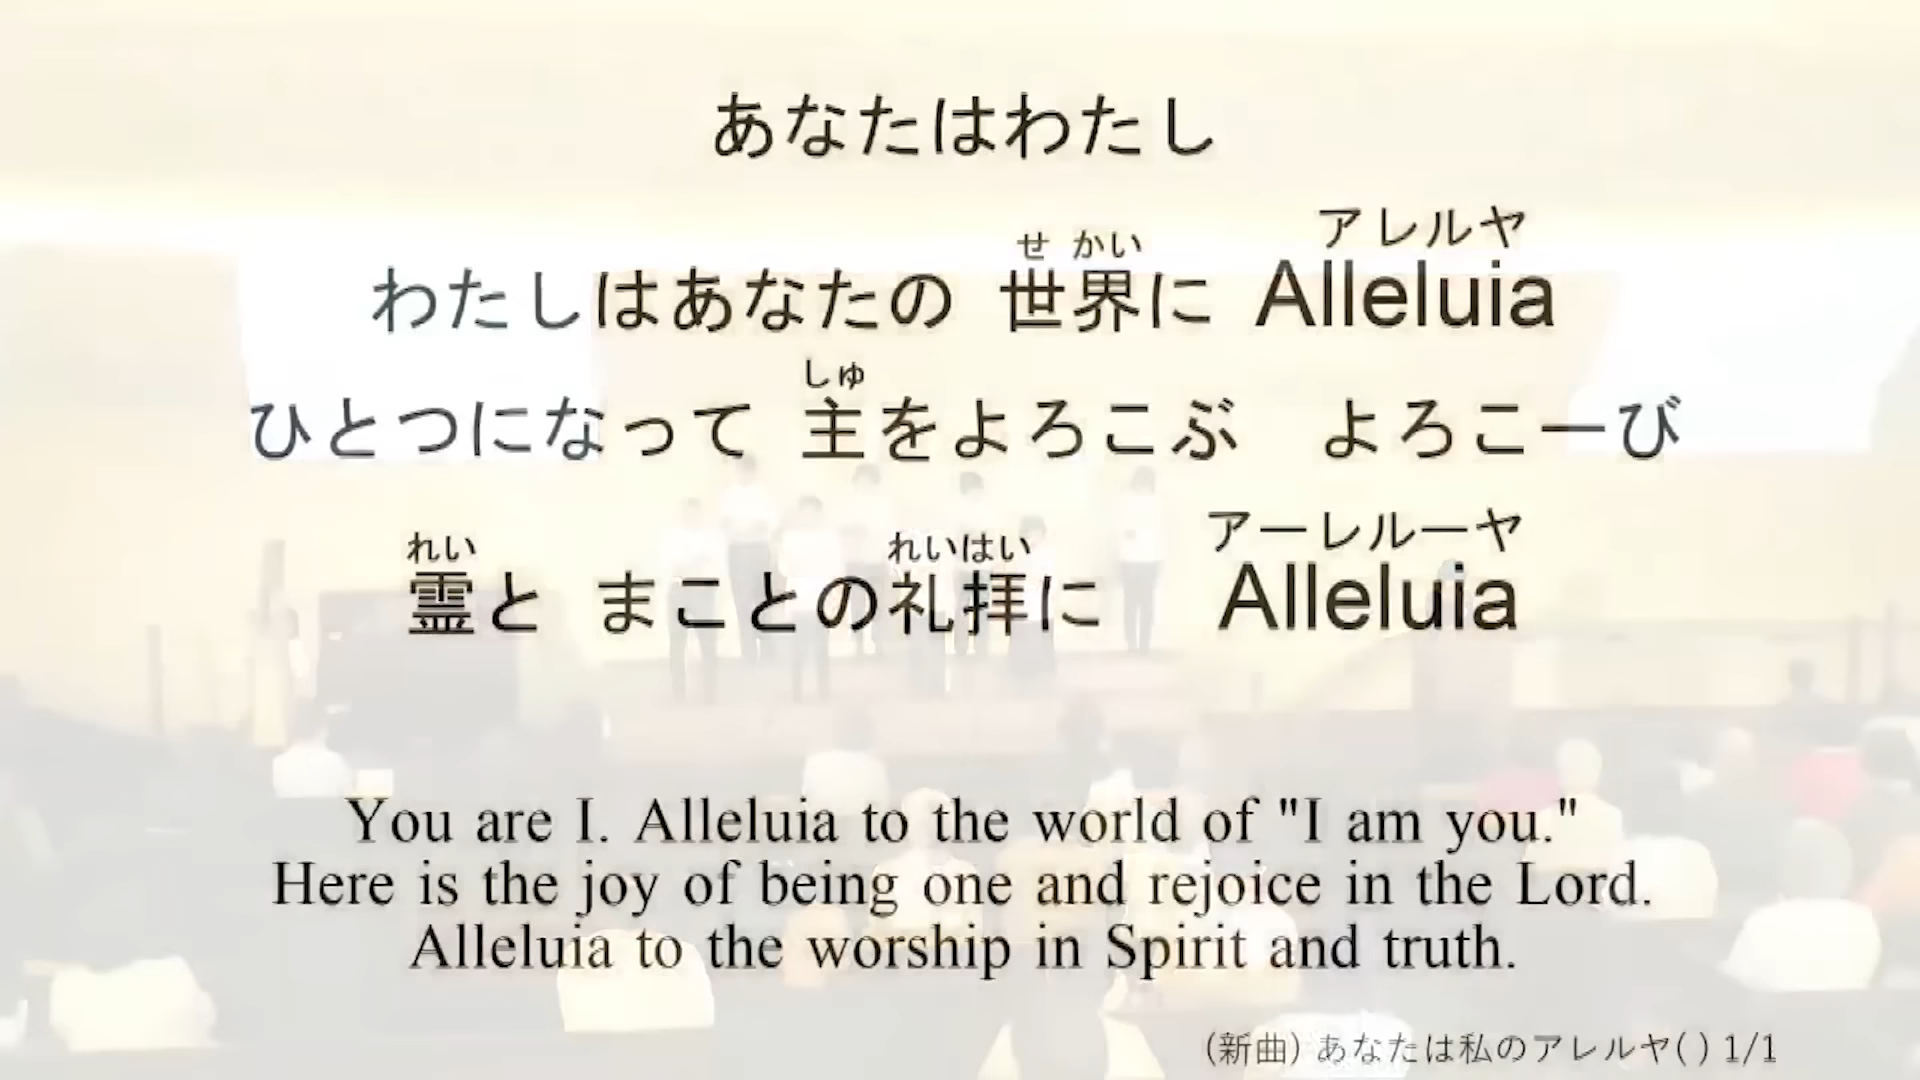 あなたはわたし
せ かい アレルヤ
わたしはあなたの 世界に Alleluia
しゅ
ひとつになって 主をよろこぶ よろこーび
れい れいはい アーレルーヤ
霊と まことの礼拝に Alleluia
You are I. Alleluia to the world of "I am you."
Here is the joy of being one and rejoice in the Lord.
Alleluia to the worship in Spirit and truth.
(新曲) あなたは私のアレルヤ( ) 1/1